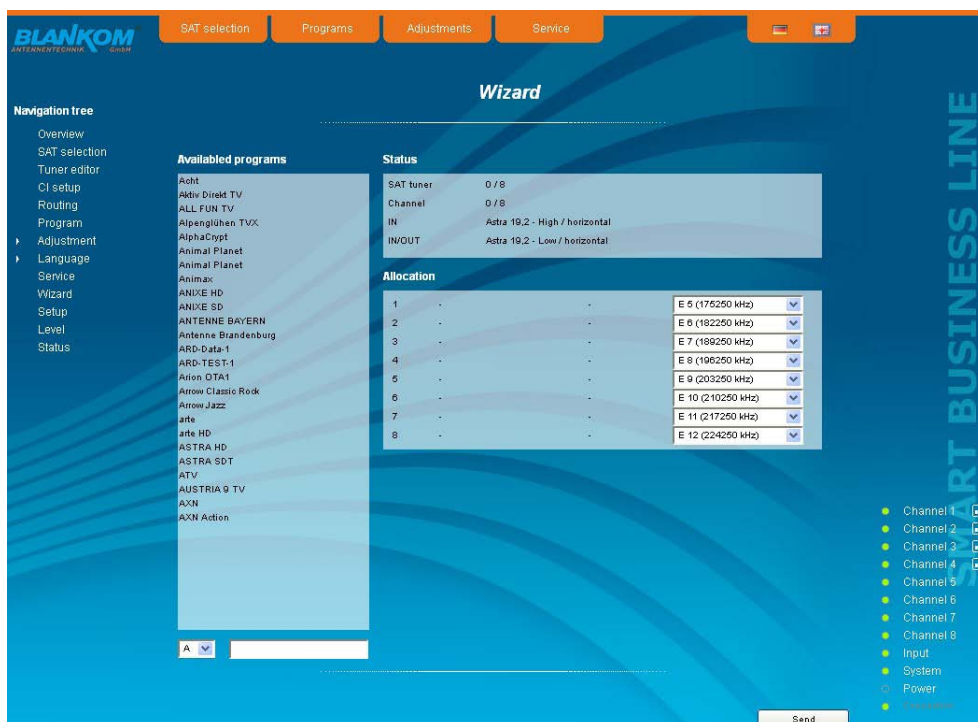 BLANKOM
ANTENNENTECHNIK GmbH
SAT selection
Programs
Adjustments
Service
Wizard
Navigation tree
Overview
SAT selection
Tuner editor
CI setup
Routing
Program
Adjustment
Language
Service
Wizard
Setup
Level
Status
Availabled programs
Acht
Aktiv Direkt TV
ALL FUN TV
Alpenglühen TVX
AlphaCrypt
Animal Planet
Animal Planet
Animax
ANIXE HD
ANIXE SD
ANTENNE BAYERN
Antenne Brandenburg
ARD-Data-1
ARD-TEST-1
Arion OTA1
Arrow Classic Rock
Arrow Jazz
arte
arte HD
ASTRA HD
ASTRA SDT
ATV
AUSTRIA 9 TV
AXN
AXN Action
A
Status
SAT tuner 0 / 8
Channel 0 / 8
IN Astra 19,2 - High / horizontal
IN/OUT Astra 19,2 - Low / horizontal
Allocation
1 - - E 5 (175250 kHz)
2 - - E 6 (182250 kHz)
3 - - E 7 (189250 kHz)
4 - - E 8 (196250 kHz)
5 - - E 9 (203250 kHz)
6 - - E 10 (210250 kHz)
7 - - E 11 (217250 kHz)
8 - - E 12 (224250 kHz)
SMART BUSINESS LINE
Channel 1
Channel 2
Channel 3
Channel 4
Channel 5
Channel 6
Channel 7
Channel 8
Input
System
Power
Send